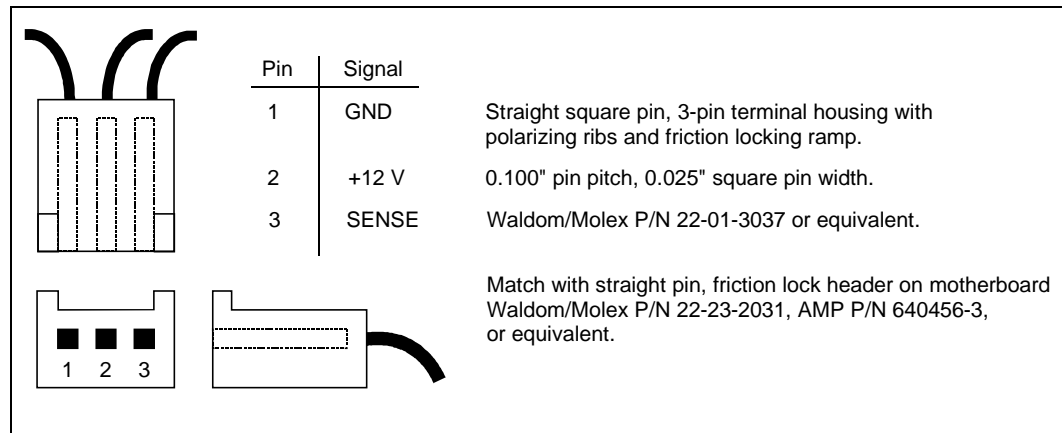 Pin Signal
1 GND
2 +12 V
3 SENSE
Straight square pin, 3-pin terminal housing with
polarizing ribs and friction locking ramp.
0.100" pin pitch, 0.025" square pin width.
Waldom/Molex P/N 22-01-3037 or equivalent.
Match with straight pin, friction lock header on motherboard
Waldom/Molex P/N 22-23-2031, AMP P/N 640456-3,
or equivalent.
1 2 3